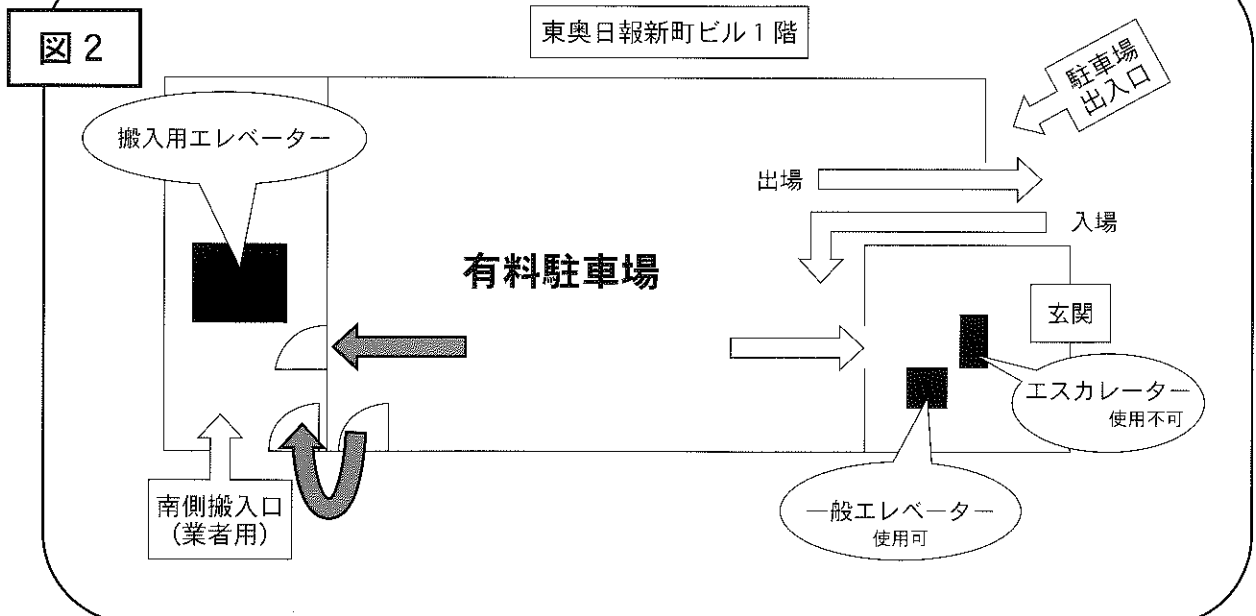 図2
東奥日報新町ビル1階
駐車場
出入口
搬入用エレベーター
出場
入場
有料駐車場
玄関
エスカレーター
使用不可
南側搬入口
(業者用)
一般エレベーター
使用可